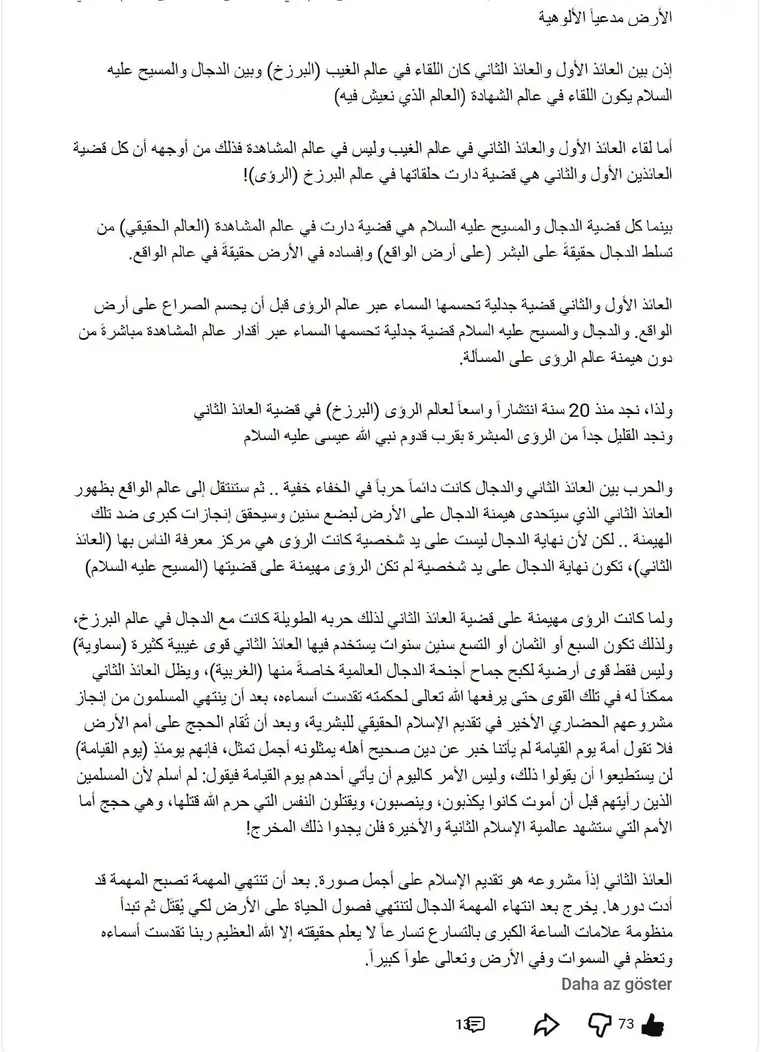 الأرض مدعياً الألوهية
إذن بين العائذ الأول والعائذ الثاني كان اللقاء في عالم الغيب (البرزخ) وبين الدجال والمسيح عليه
السلام يكون اللقاء في عالم الشهادة (العالم الذي نعيش فيه)
أما لقاء العائذ الأول والعائذ الثاني في عالم الغيب وليس في عالم المشاهدة فذلك من أوجهه أن كل قضية
العائذين الأول والثاني هي قضية دارت حلقاتها في عالم البرزخ (الرؤى)!
بينما كل قضية الدجال والمسيح عليه السلام هي قضية دارت في عالم المشاهدة (العالم الحقيقي) من
تسلط الدجال حقيقةً على البشر (على أرض الواقع) وإفساده في الأرض حقيقةً في عالم الواقع.
العائذ الأول والثاني قضية جدلية تحسمها السماء عبر عالم الرؤى قبل أن يحسم الصراع على أرض
الواقع. والدجال والمسيح عليه السلام قضية جدلية تحسمها السماء عبر أقدار عالم المشاهدة مباشرةً من
دون هيمنة عالم الرؤى على المسألة.
ولذا، نجد منذ 20 سنة انتشاراً واسعاً لعالم الرؤى (البرزخ) في قضية العائذ الثاني
ونجد القليل جداً من الرؤى المبشرة بقرب قدوم نبي الله عيسى عليه السلام
والحرب بين العائذ الثاني والدجال كانت دائماً حرباً في الخفاء خفية .. ثم ستنتقل إلى عالم الواقع بظهور
العائذ الثاني الذي سيتحدى هيمنة الدجال على الأرض لبضع سنين وسيحقق إنجازات كبرى ضد تلك
الهيمنة .. لكن لأن نهاية الدجال ليست على يد شخصية كانت الرؤى هي مركز معرفة الناس بها (العائذ
الثاني)، تكون نهاية الدجال على يد شخصية لم تكن الرؤى مهيمنة على قضيتها (المسيح عليه السلام)
ولما كانت الرؤى مهيمنة على قضية العائذ الثاني لذلك حربه الطويلة كانت مع الدجال في عالم البرزخ،
ولذلك تكون السبع أو الثمان أو التسع سنين سنوات يستخدم فيها العائذ الثاني قوى غيبية كثيرة (سماوية)
وليس فقط قوى أرضية لكبح جماح أجنحة الدجال العالمية خاصةً منها (الغربية)، ويظل العائذ الثاني
ممكناً له في تلك القوى حتى يرفعها الله تعالى لحكمته تقدست أسماءه، بعد أن ينتهي المسلمون من إنجاز
مشروعهم الحضاري الأخير في تقديم الإسلام الحقيقي للبشرية، وبعد أن تُقام الحجج على أمم الأرض
فلا تقول أمة يوم القيامة لم يأتنا خبر عن دين صحيح أهله يمثلونه أجمل تمثل، فإنهم يومئذٍ (يوم القيامة)
لن يستطيعوا أن يقولوا ذلك، وليس الأمر كاليوم أن يأتي أحدهم يوم القيامة فيقول: لم أسلم لأن المسلمين
الذين رأيتهم قبل أن أموت كانوا يكذبون، وينصبون، ويقتلون النفس التي حرم الله قتلها، وهي حجج أما
الأمم التي ستشهد عالمية الإسلام الثانية والأخيرة فلن يجدوا ذلك المخرج!
العائذ الثاني إذاً مشروعه هو تقديم الإسلام على أجمل صورة. بعد أن تنتهي المهمة تصبح المهمة قد
أدت دورها. يخرج بعد انتهاء المهمة الدجال لتنتهي فصول الحياة على الأرض لكي يُقتَل ثم تبدأ
منظومة علامات الساعة الكبرى بالتسارع تسارعاً لا يعلم حقيقته إلا الله العظيم ربنا تقدست أسماءه
وتعظم في السموات وفي الأرض وتعالى علواً كبيراً.
Daha az göster
73
13